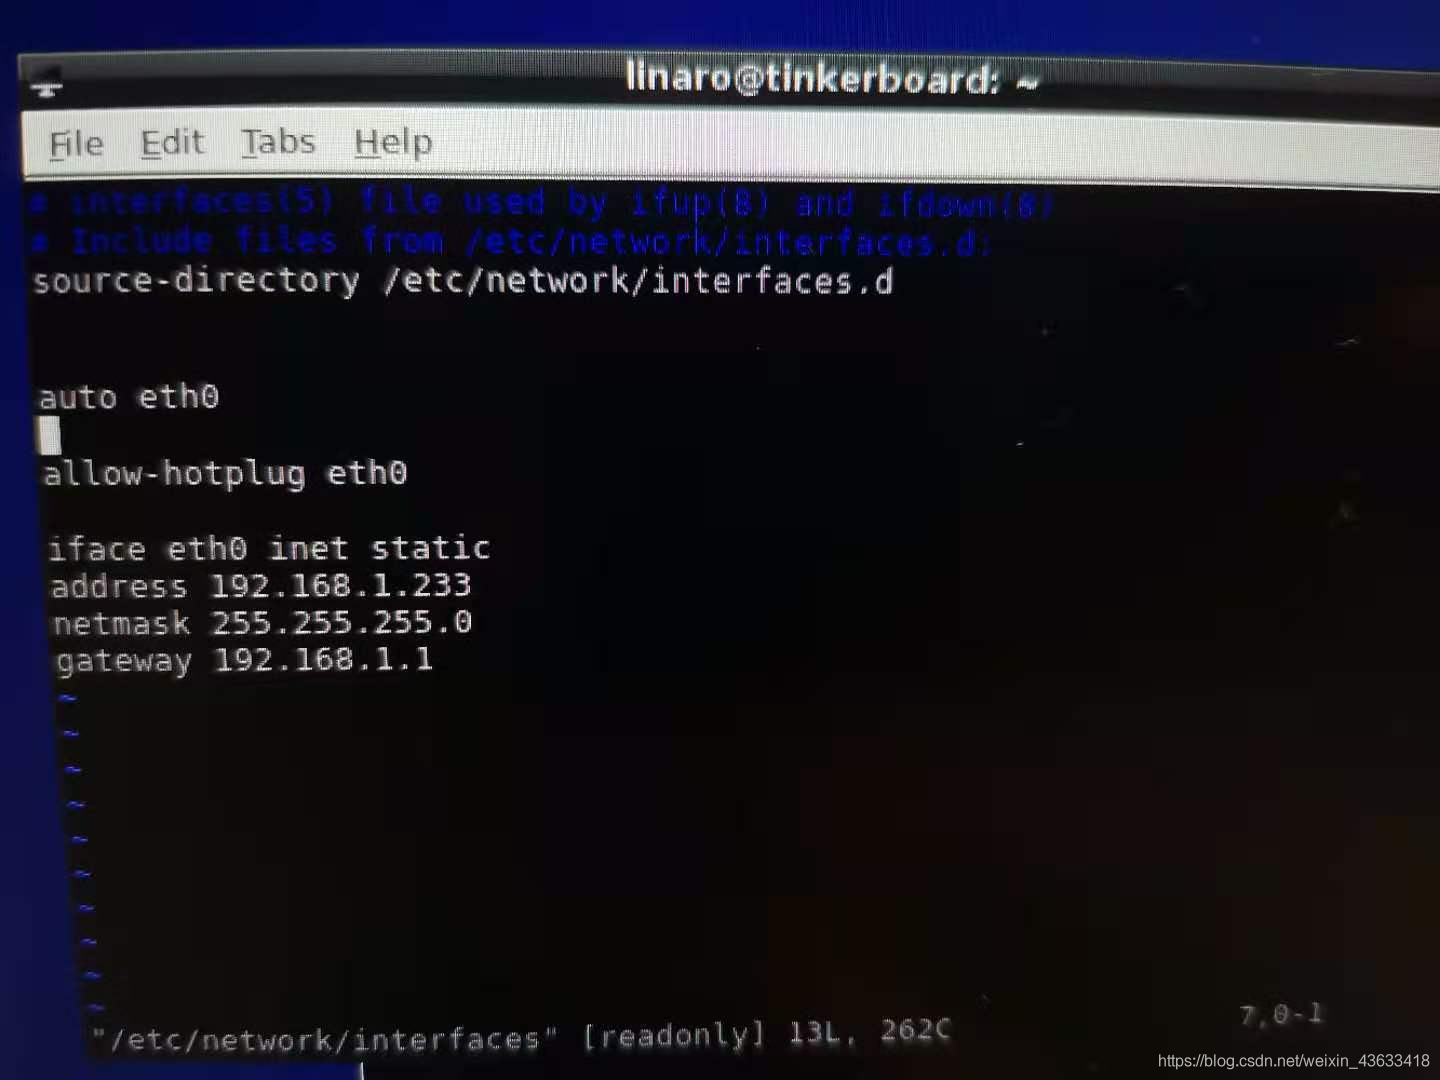 linaro@tinkerboard: ~
File Edit Tabs Help
# interfaces(5) file used by ifup(8) and ifdown(8)
# Include files from /etc/network/interfaces.d:
source-directory /etc/network/interfaces.d
auto eth0
allow-hotplug eth0
iface eth0 inet static
address 192.168.1.233
netmask 255.255.255.0
gateway 192.168.1.1
~
~
~
~
~
~
~
~
~
~
"/etc/network/interfaces" [readonly] 13L, 262C 7,0-1
https://blog.csdn.net/weixin_43633418